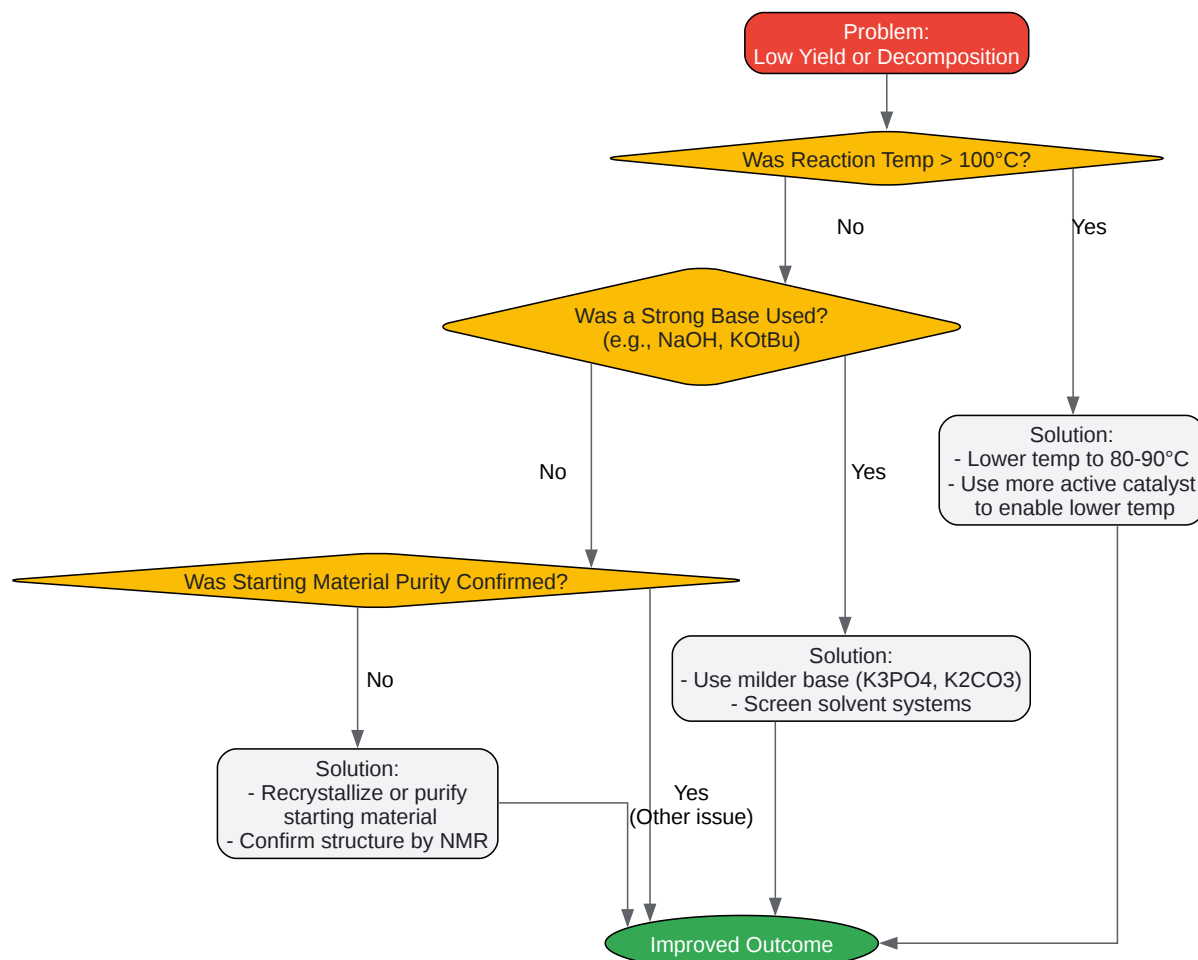 Problem:
Low Yield or Decomposition
Was Reaction Temp > 100°C?
No
Yes
Was a Strong Base Used?
(e.g., NaOH, KOtBu)
No
Yes
Solution:
- Lower temp to 80-90°C
- Use more active catalyst
to enable lower temp
Was Starting Material Purity Confirmed?
No
Solution:
- Use milder base (K3PO4, K2CO3)
- Screen solvent systems
Solution:
- Recrystallize or purify
starting material
- Confirm structure by NMR
Yes
(Other issue)
Improved Outcome